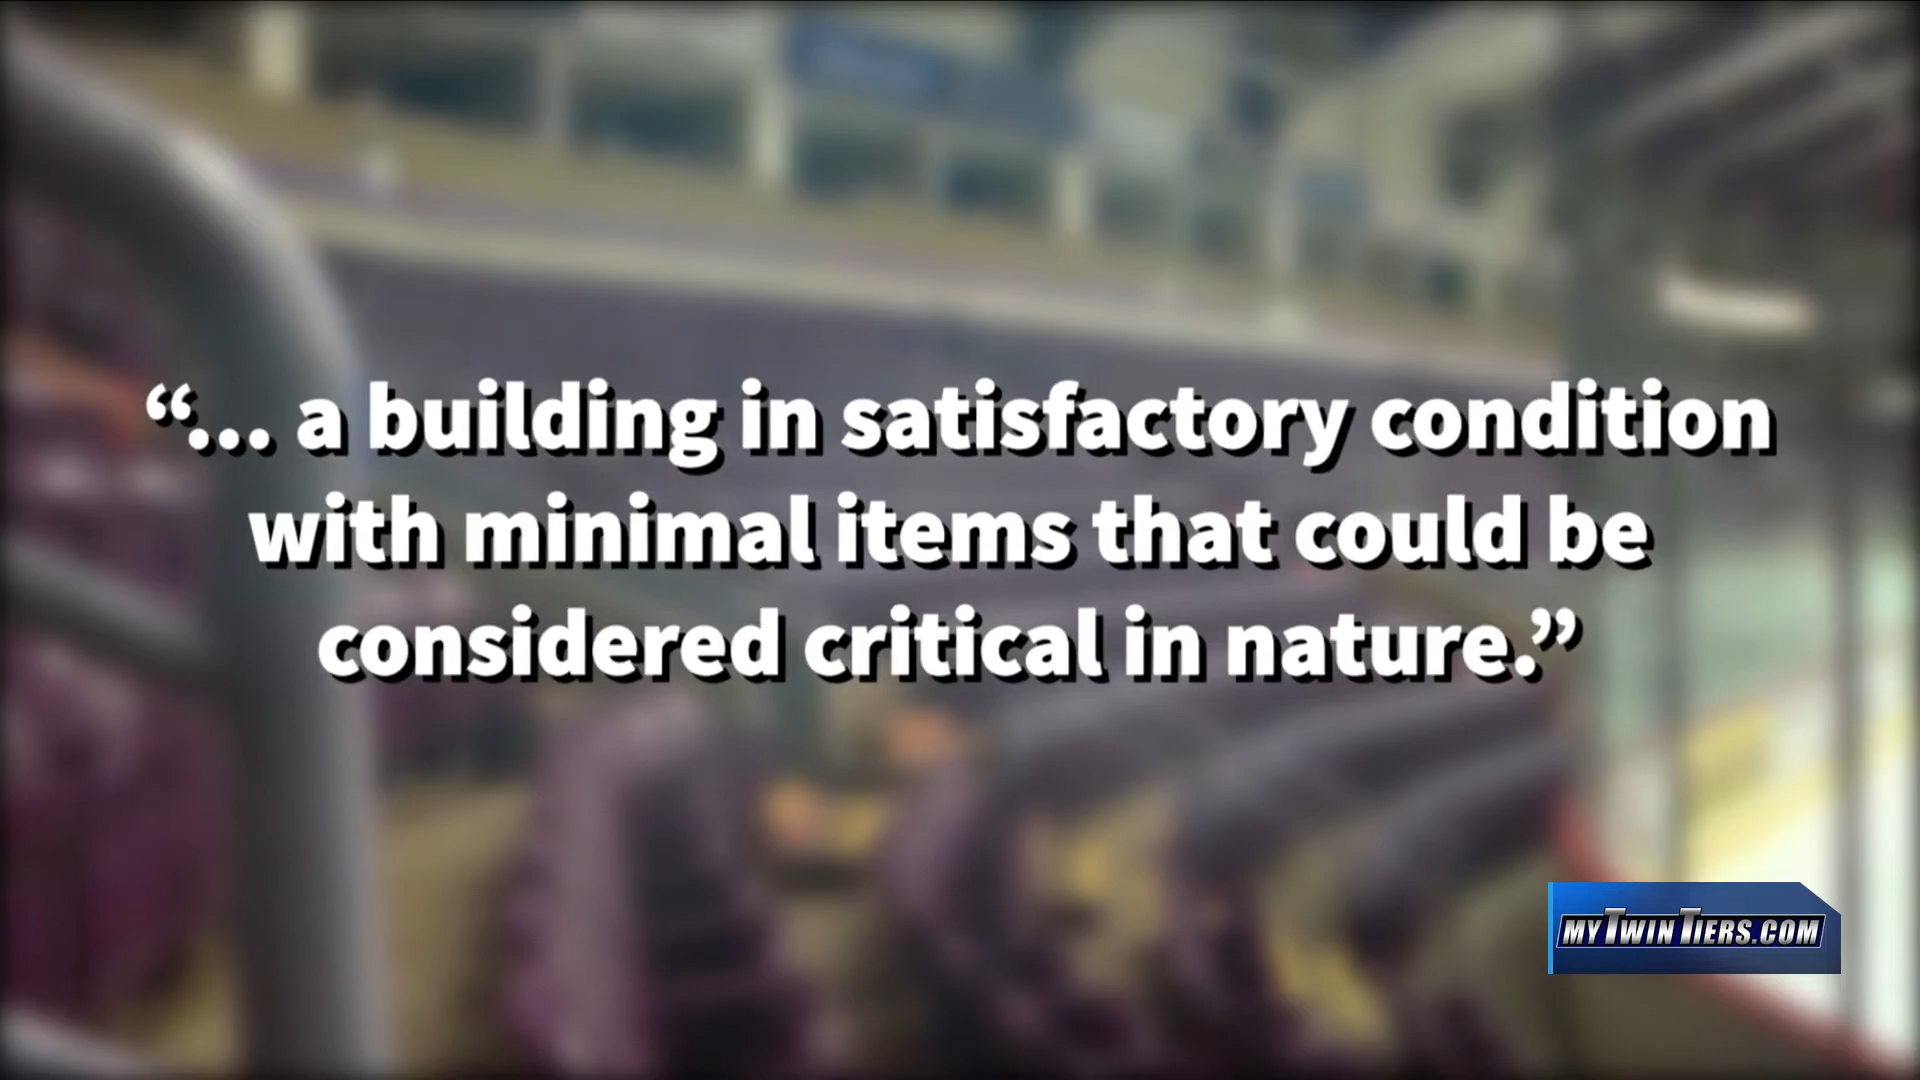 “... a building in satisfactory condition
with minimal items that could be
considered critical in nature.”
MYTWINTIERS.COM